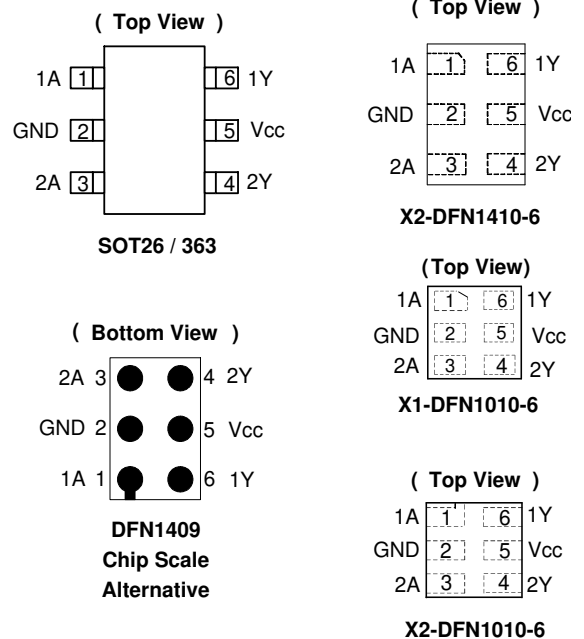 ( Top View )
1A 1 6 1Y
GND 2 5 Vcc
2A 3 4 2Y
SOT26 / 363
( Bottom View )
2A 3 4 2Y
GND 2 5 Vcc
1A 1 6 1Y
DFN1409
Chip Scale
Alternative
( Top View )
1A 1 6 1Y
GND 2 5 Vcc
2A 3 4 2Y
X2-DFN1410-6
(Top View)
1A 1 6 1Y
GND 2 5 Vcc
2A 3 4 2Y
X1-DFN1010-6
( Top View )
1A 1 6 1Y
GND 2 5 Vcc
2A 3 4 2Y
X2-DFN1010-6